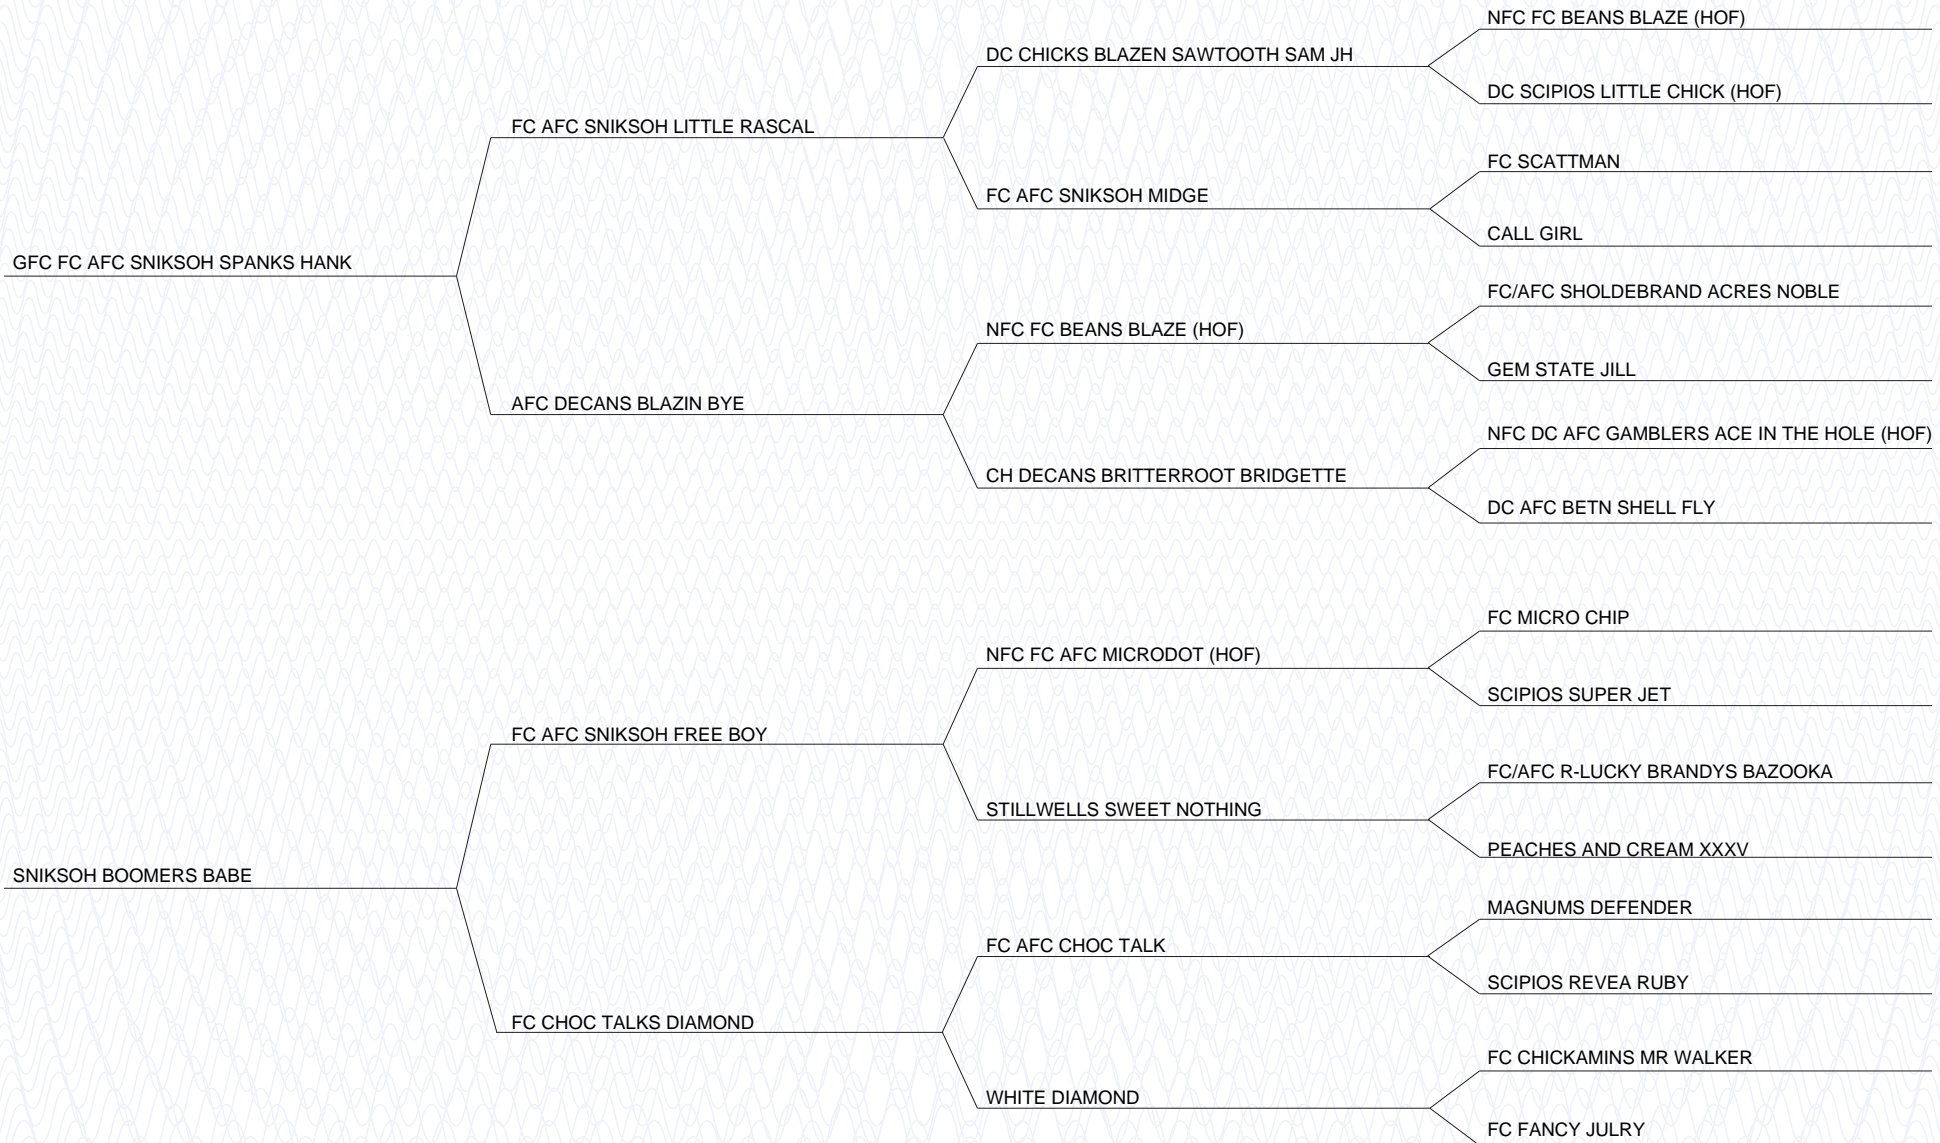 NFC FC BEANS BLAZE (HOF)
DC CHICKS BLAZEN SAWTOOTH SAM JH
DC SCIPIOS LITTLE CHICK (HOF)
FC AFC SNIKSOH LITTLE RASCAL
FC SCATTMAN
FC AFC SNIKSOH MIDGE
CALL GIRL
GFC FC AFC SNIKSOH SPANKS HANK
FC/AFC SHOLDEBRAND ACRES NOBLE
NFC FC BEANS BLAZE (HOF)
GEM STATE JILL
AFC DECANS BLAZIN BYE
NFC DC AFC GAMBLERS ACE IN THE HOLE (HOF)
CH DECANS BRITTERROOT BRIDGETTE
DC AFC BETN SHELL FLY
FC MICRO CHIP
NFC FC AFC MICRODOT (HOF)
SCIPIOS SUPER JET
FC AFC SNIKSOH FREE BOY
FC/AFC R-LUCKY BRANDYS BAZOOKA
STILLWELLS SWEET NOTHING
PEACHES AND CREAM XXXV
SNIKSOH BOOMERS BABE
MAGNUMS DEFENDER
FC AFC CHOC TALK
SCIPIOS REVEA RUBY
FC CHOC TALKS DIAMOND
FC CHICKAMINS MR WALKER
WHITE DIAMOND
FC FANCY JULRY